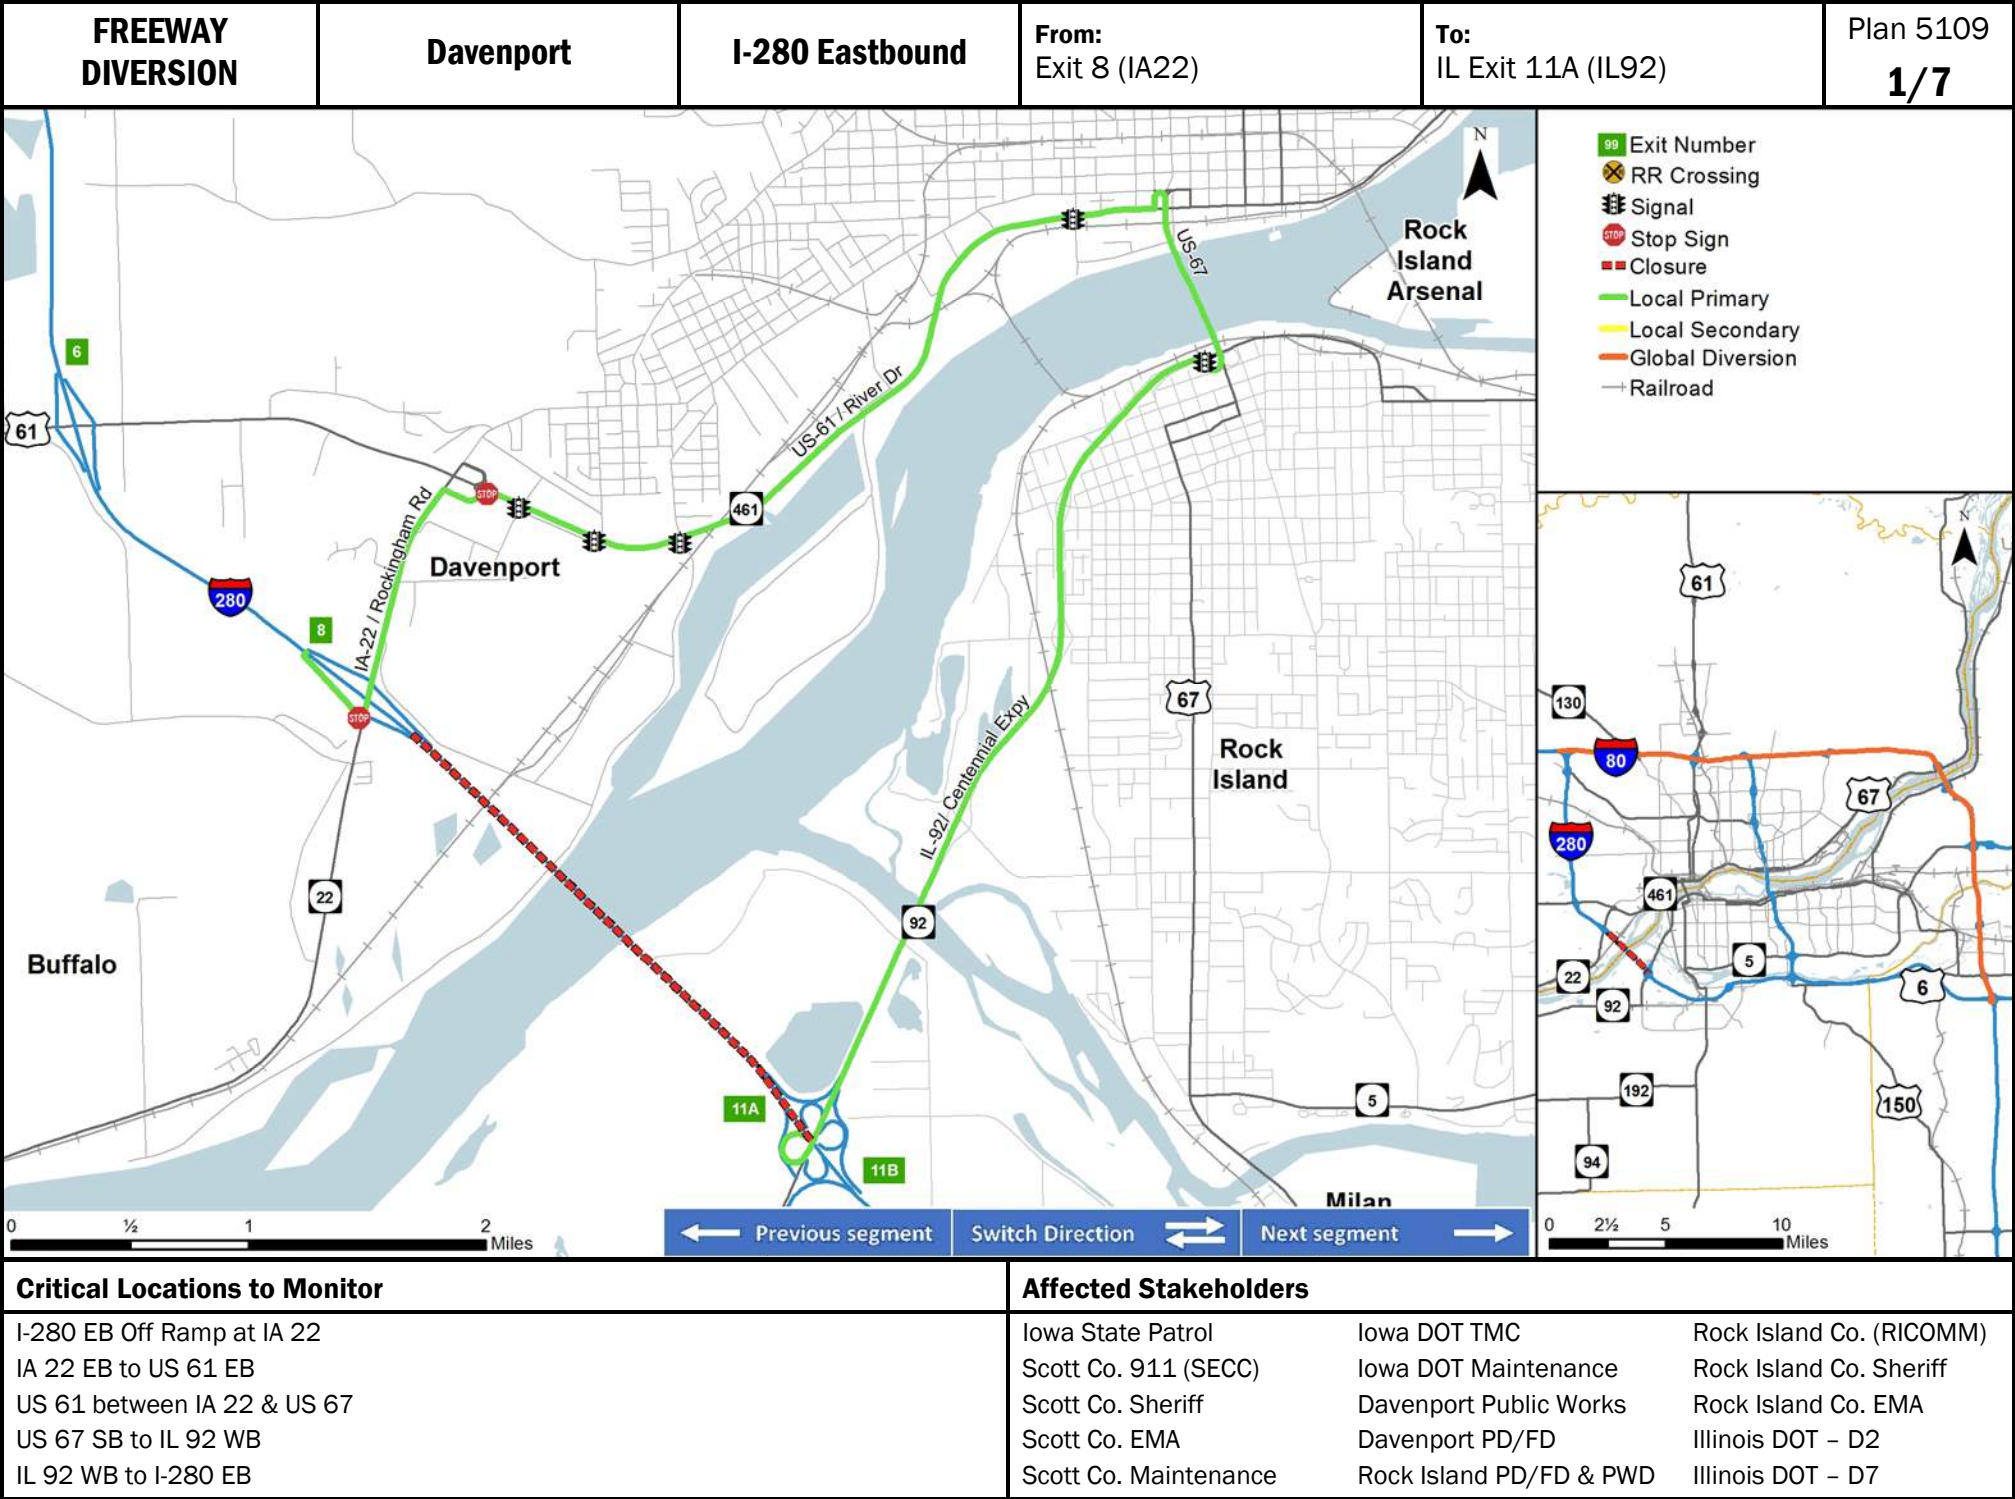 FREEWAY
DIVERSION
Davenport
I-280 Eastbound
From:
Exit 8 (IA22)
To:
IL Exit 11A (IL92)
Plan 5109
1/7
N
99 Exit Number
RR Crossing
Signal
STOP Stop Sign
Closure
Local Primary
Local Secondary
Global Diversion
Railroad
Rock
Island
Arsenal
US-67
6
61
US-61 / River Dr
STOP
461
IA-22 / Rockingham Rd
Davenport
280
8
STOP
67
IL-92/ Centennial Expy
Rock
Island
22
92
Buffalo
11A
5
11B
Milan
0 ½ 1 2
Miles
Previous segment
Switch Direction
Next segment
N
61
130
80
67
280
461
5
22
6
92
192
150
94
0 2½ 5 10
Miles
Critical Locations to Monitor
I-280 EB Off Ramp at IA 22
IA 22 EB to US 61 EB
US 61 between IA 22 & US 67
US 67 SB to IL 92 WB
IL 92 WB to I-280 EB
Affected Stakeholders
Iowa State Patrol
Scott Co. 911 (SECC)
Scott Co. Sheriff
Scott Co. EMA
Scott Co. Maintenance
Iowa DOT TMC
Iowa DOT Maintenance
Davenport Public Works
Davenport PD/FD
Rock Island PD/FD & PWD
Rock Island Co. (RICOMM)
Rock Island Co. Sheriff
Rock Island Co. EMA
Illinois DOT – D2
Illinois DOT – D7